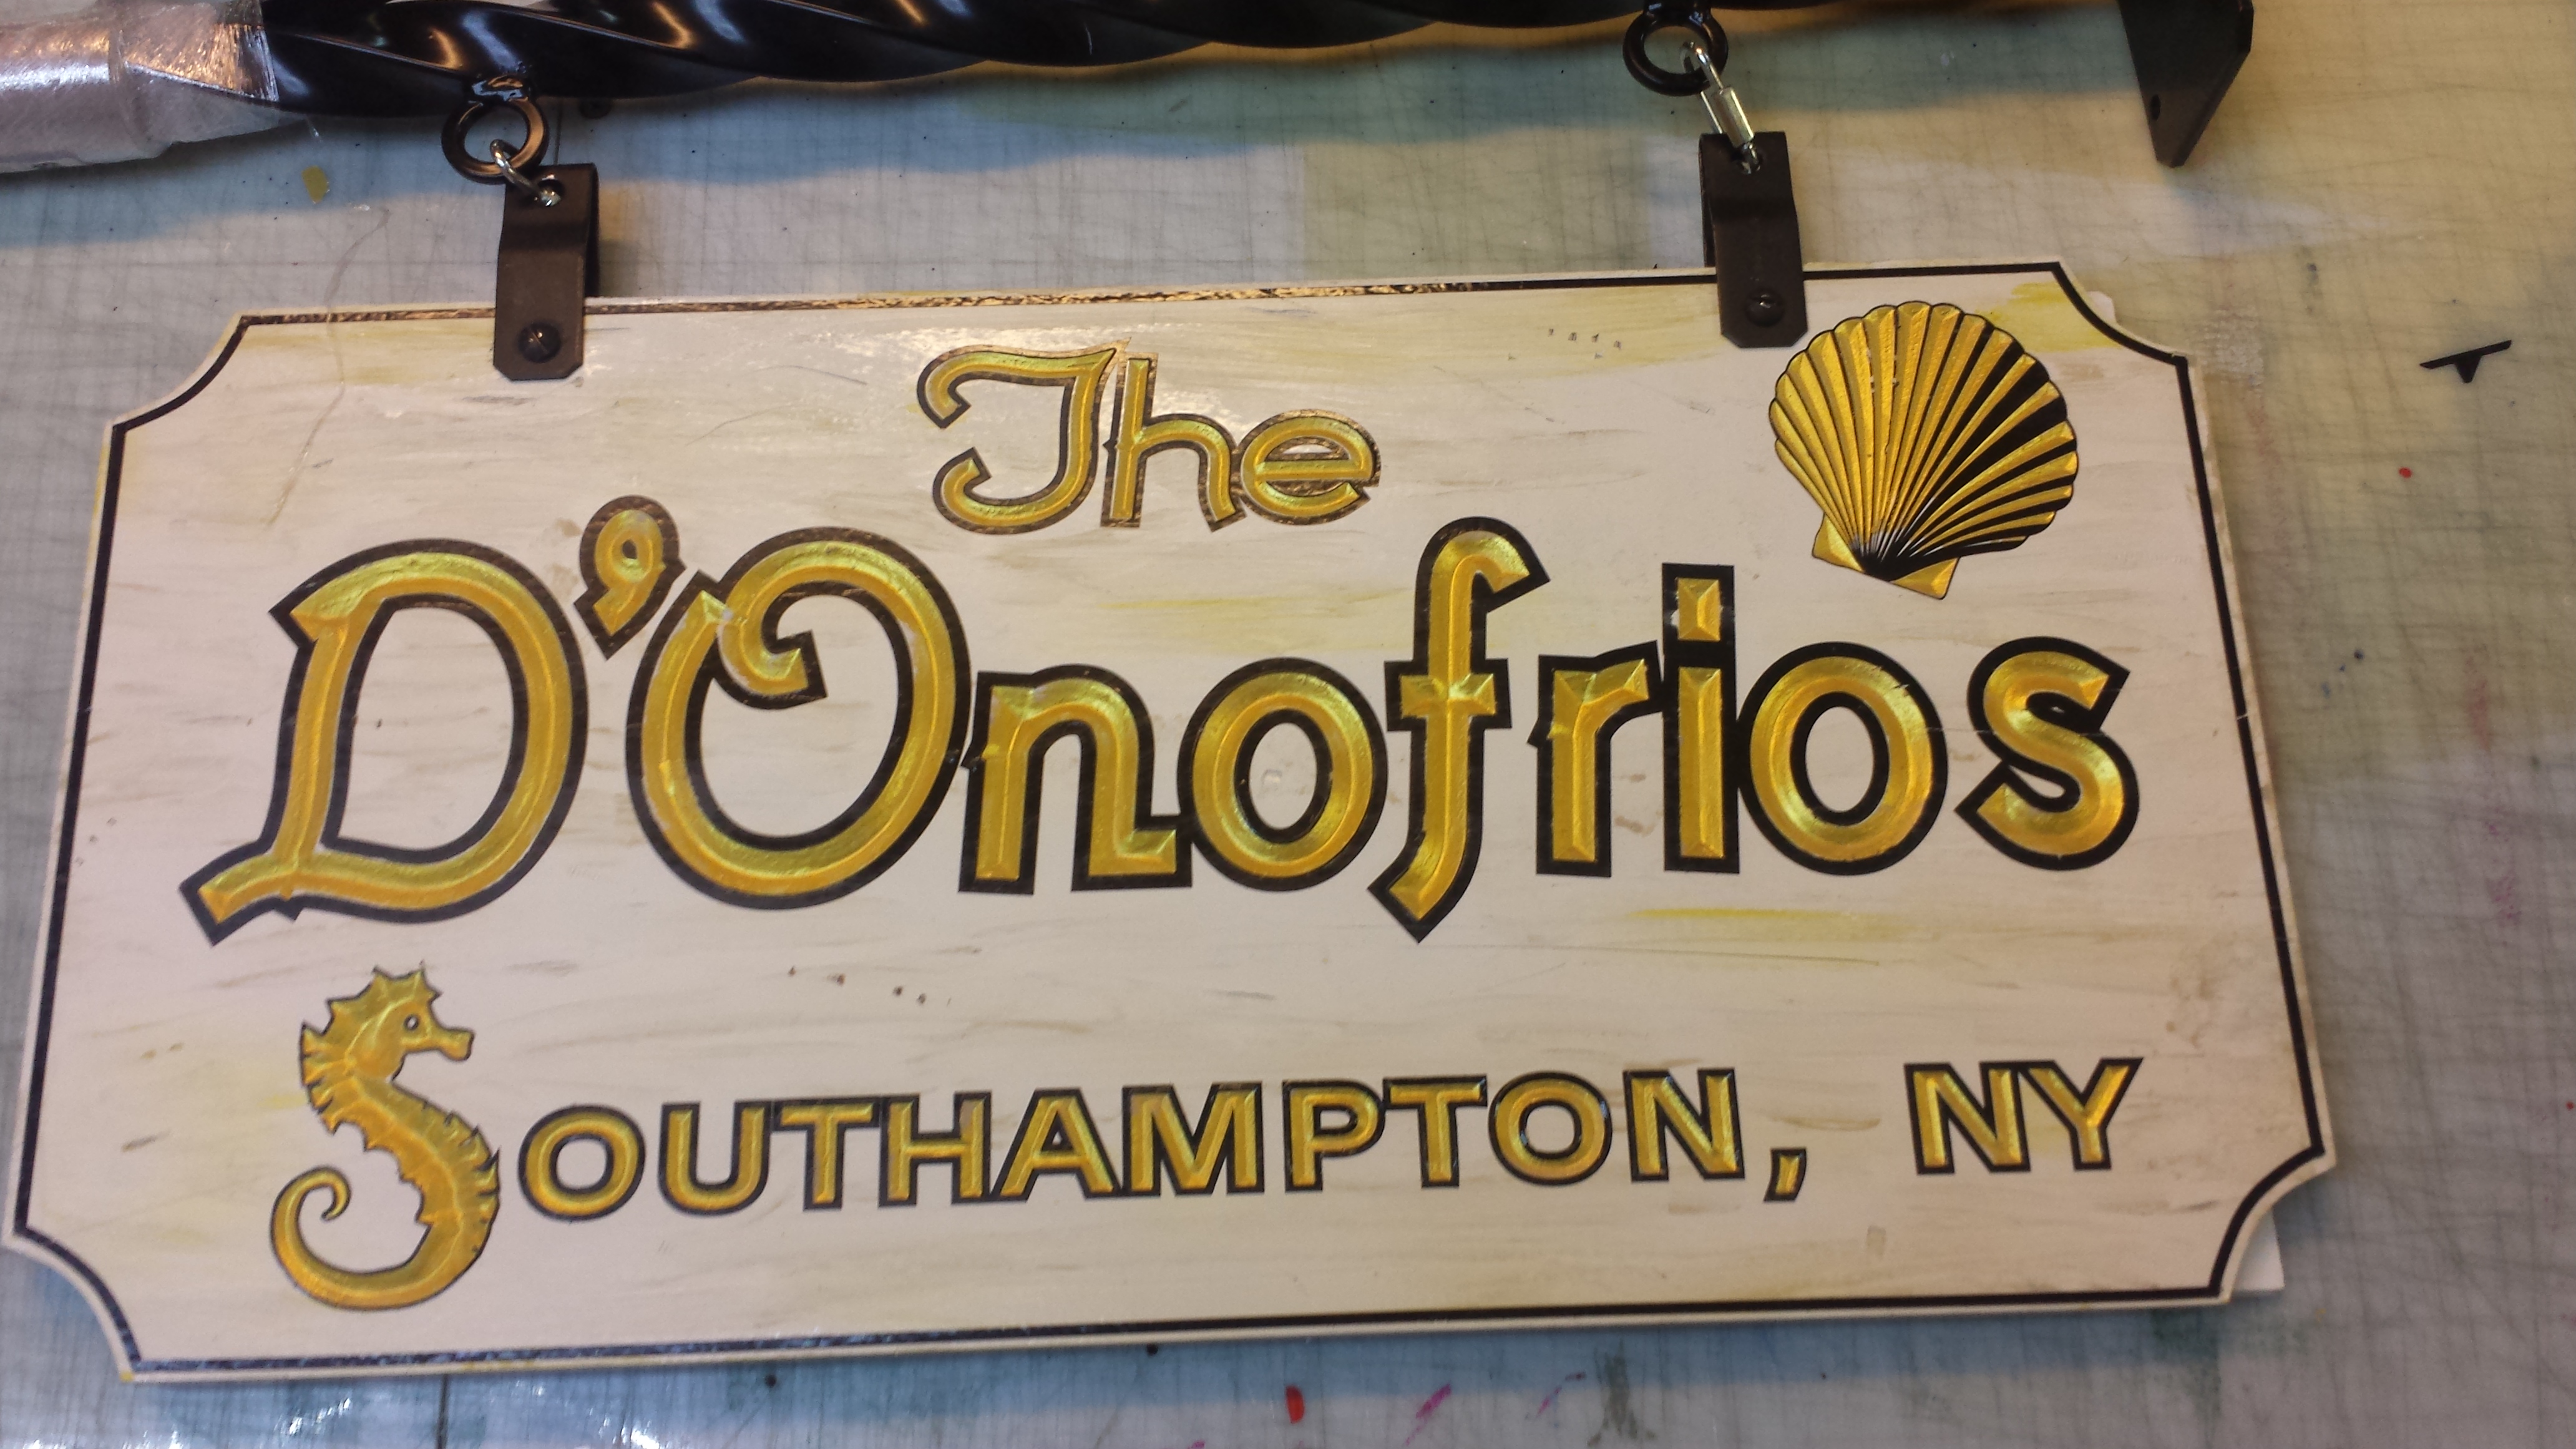 The
D'Onofrios
SOUTHAMPTON, NY